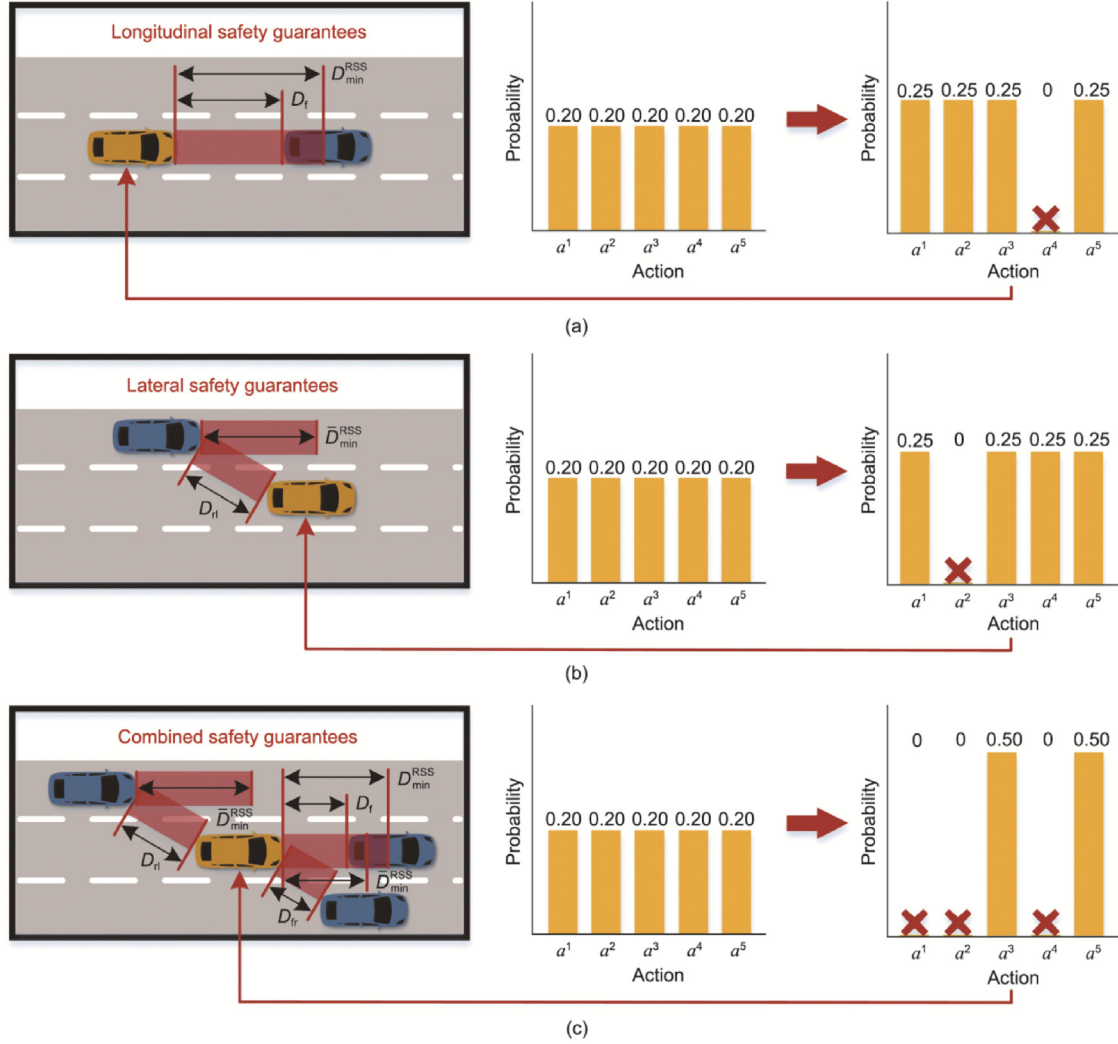 Longitudinal safety guarantees
D_min^RSS
D_f
Probability
0.20 0.20 0.20 0.20 0.20
a^1 a^2 a^3 a^4 a^5
Action
Probability
0.25 0.25 0.25 0 0.25
a^1 a^2 a^3 a^4 a^5
Action
(a)
Lateral safety guarantees
D̄_min^RSS
D_rl
Probability
0.20 0.20 0.20 0.20 0.20
a^1 a^2 a^3 a^4 a^5
Action
Probability
0.25 0 0.25 0.25 0.25
a^1 a^2 a^3 a^4 a^5
Action
(b)
Combined safety guarantees
D_min^RSS
D_f
D̄_min^RSS
D_rl
D̄_min^RSS
D_fr
Probability
0.20 0.20 0.20 0.20 0.20
a^1 a^2 a^3 a^4 a^5
Action
Probability
0 0 0.50 0 0.50
a^1 a^2 a^3 a^4 a^5
Action
(c)